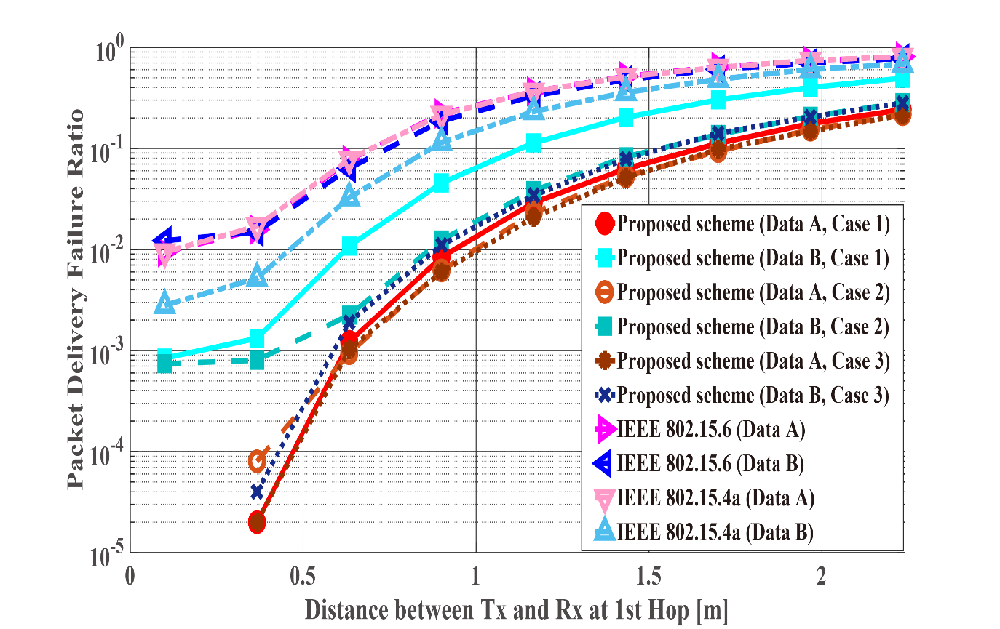 Packet Delivery Failure Ratio
10^0
10^-1
10^-2
10^-3
10^-4
10^-5
0
0.5
1
1.5
2
Distance between Tx and Rx at 1st Hop [m]
Proposed scheme (Data A, Case 1)
Proposed scheme (Data B, Case 1)
Proposed scheme (Data A, Case 2)
Proposed scheme (Data B, Case 2)
Proposed scheme (Data A, Case 3)
Proposed scheme (Data B, Case 3)
IEEE 802.15.6 (Data A)
IEEE 802.15.6 (Data B)
IEEE 802.15.4a (Data A)
IEEE 802.15.4a (Data B)